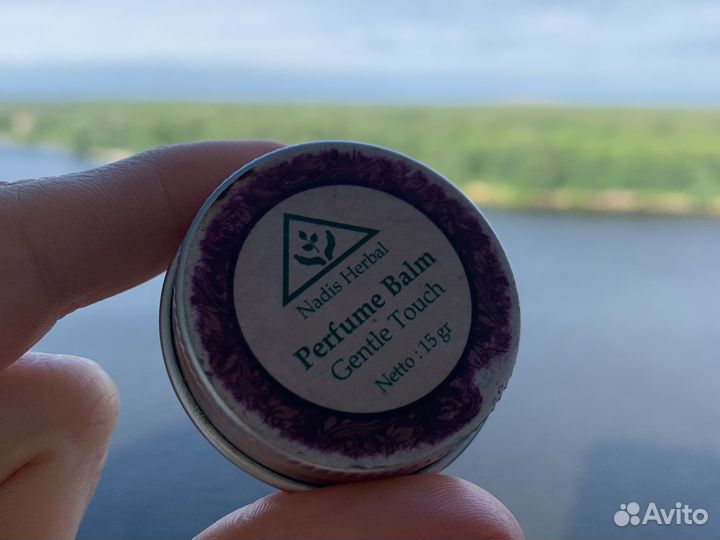 Nadis Herbal
Perfume Balm
Gentle Touch
Netto : 15 gr
Avito